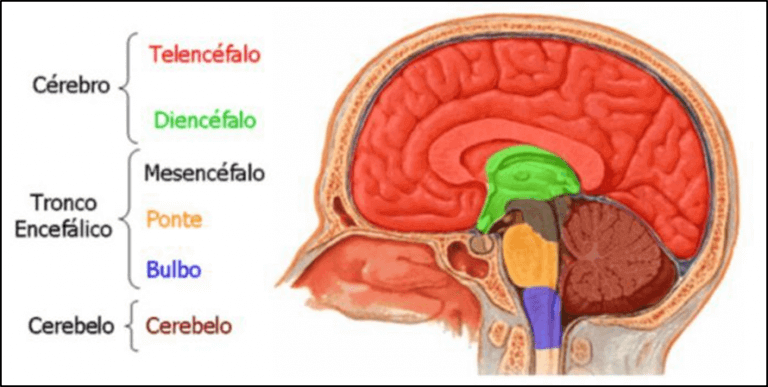 Cérebro
Telencéfalo
Diencéfalo
Tronco
Encefálico
Mesencéfalo
Ponte
Bulbo
Cerebelo
Cerebelo